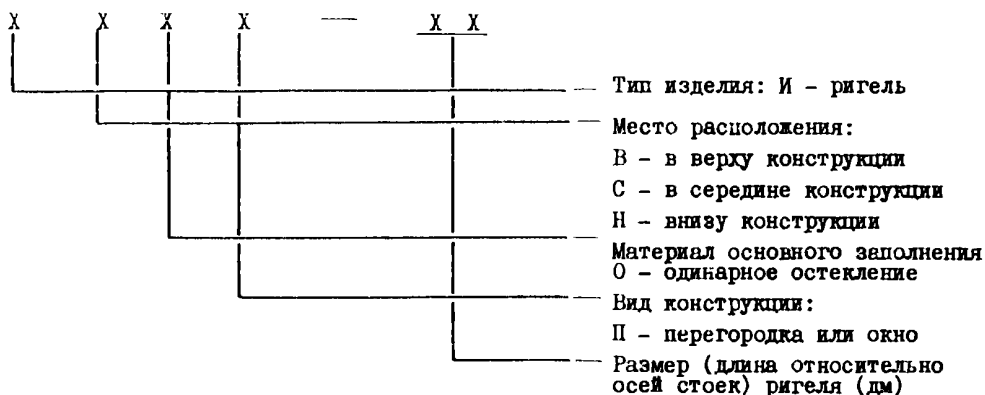 X X X X — X X
Тип изделия: И - ригель
Место расположения:
В - в верху конструкции
С - в середине конструкции
Н - внизу конструкции
Материал основного заполнения
О - одинарное остекление
Вид конструкции:
П - перегородка или окно
Размер (длина относительно
осей стоек) ригеля (дм)